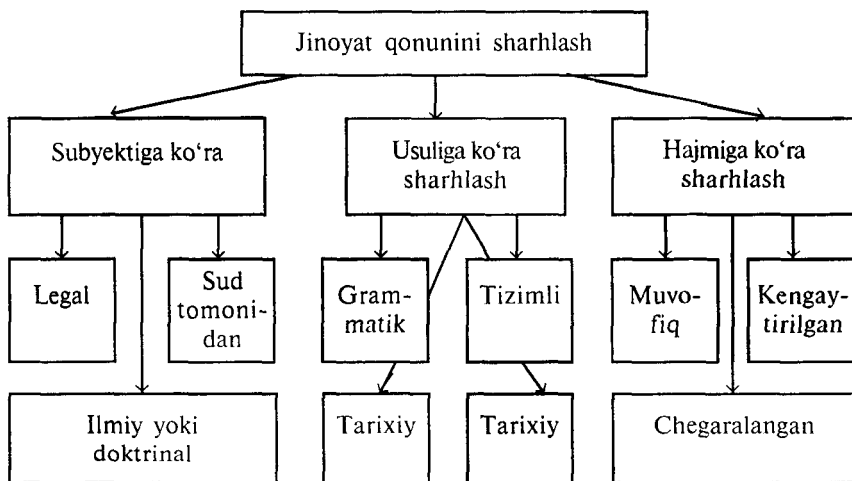 Jinoyat qonunini sharhlash
Subyektiga ko‘ra
Usuliga ko‘ra
sharhlash
Hajmiga ko‘ra
sharhlash
Legal
Sud
tomoni-
dan
Gram-
matik
Tizimli
Muvo-
fiq
Kengay-
tirilgan
Ilmiy yoki
doktrinal
Tarixiy
Tarixiy
Chegaralangan